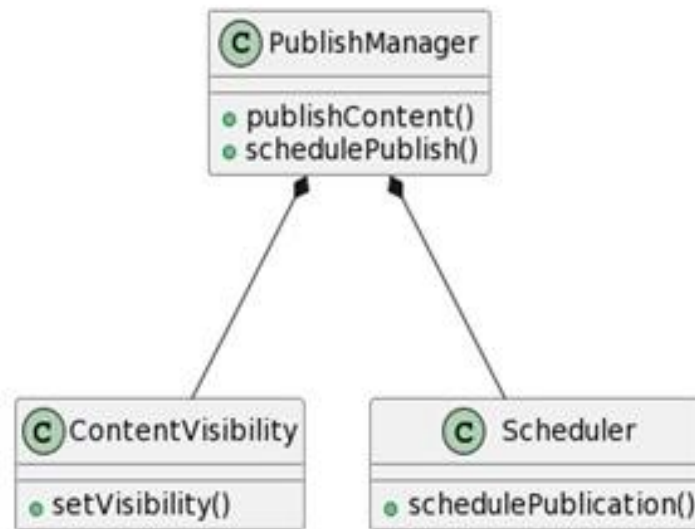 C PublishManager
publishContent()
schedulePublish()
C ContentVisibility
setVisibility()
C Scheduler
schedulePublication()